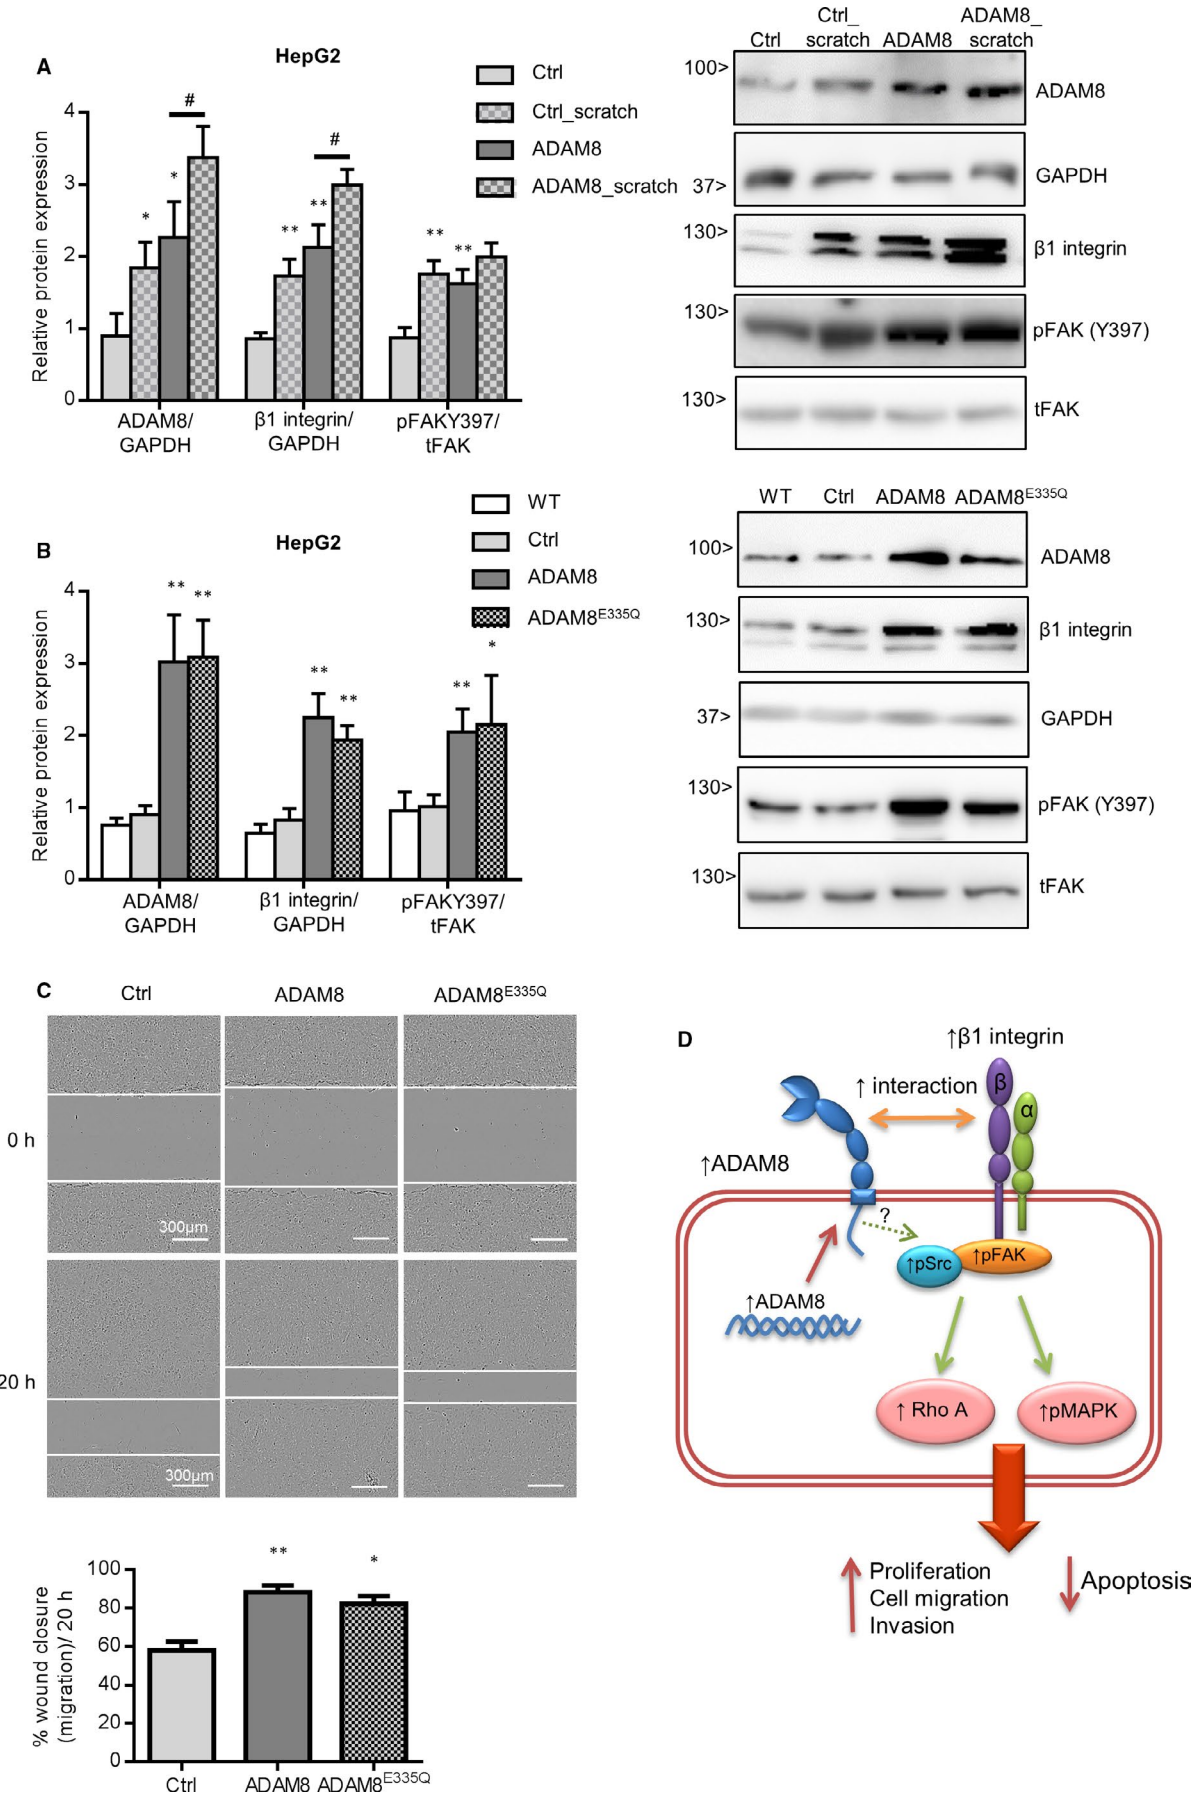 A
HepG2
Ctrl
Ctrl_scratch
ADAM8
ADAM8_scratch
Relative protein expression
4
3
2
1
0
*
*
#
**
**
#
**
**
ADAM8/
GAPDH
β1 integrin/
GAPDH
pFAKY397/
tFAK
Ctrl
Ctrl_
scratch
ADAM8
ADAM8_
scratch
100>
ADAM8
37>
GAPDH
130>
β1 integrin
130>
pFAK (Y397)
130>
tFAK
B
HepG2
WT
Ctrl
ADAM8
ADAM8E335Q
Relative protein expression
4
3
2
1
0
**
**
**
**
**
*
ADAM8/
GAPDH
β1 integrin/
GAPDH
pFAKY397/
tFAK
WT Ctrl ADAM8 ADAM8E335Q
100>
ADAM8
130>
β1 integrin
37>
GAPDH
130>
pFAK (Y397)
130>
tFAK
C
Ctrl
ADAM8
ADAM8E335Q
0 h
300µm
20 h
300µm
% wound closure
(migration)/ 20 h
100
80
60
40
20
0
**
*
Ctrl
ADAM8
ADAM8E335Q
D
↑β1 integrin
↑ interaction
β
α
↑ADAM8
?
↑pSrc
↑pFAK
↑ADAM8
↑ Rho A
↑pMAPK
Proliferation
Cell migration
Invasion
Apoptosis